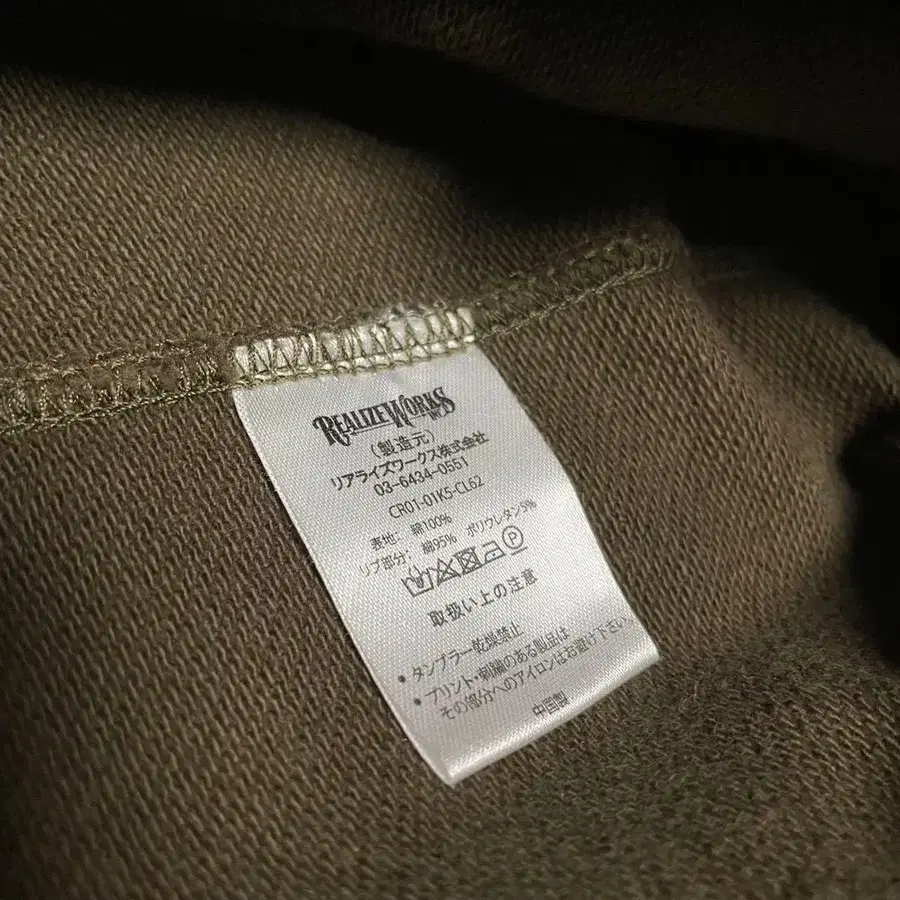 REALIZEWORKS
INC.
(製造元)
リアライズワークス株式会社
03-6434-0551
CR01-01K5-CL62
表地: 綿100%
リブ部分: 綿95% ポリウレタン5%
取扱い上の注意
・タンブラー乾燥禁止
・プリント・刺繍のある製品は
その部分へのアイロンはお避け下さい。
中国製